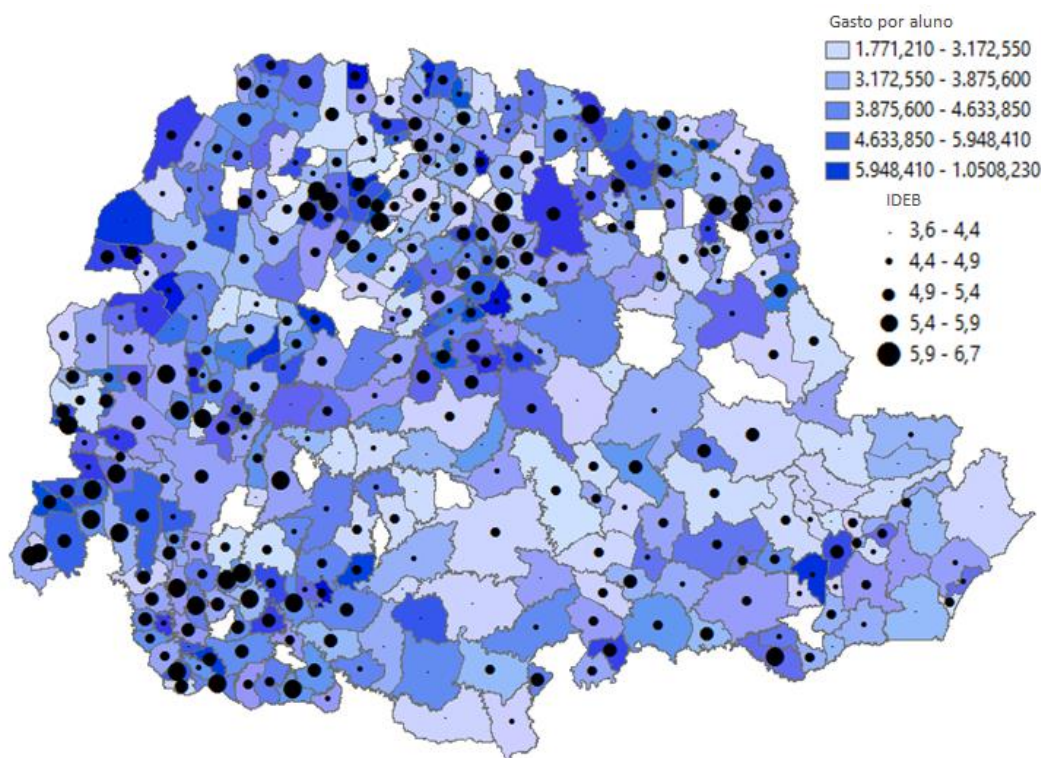 Gasto por aluno
1.771,210 - 3.172,550
3.172,550 - 3.875,600
3.875,600 - 4.633,850
4.633,850 - 5.948,410
5.948,410 - 1.0508,230
IDEB
3,6 - 4,4
4,4 - 4,9
4,9 - 5,4
5,4 - 5,9
5,9 - 6,7